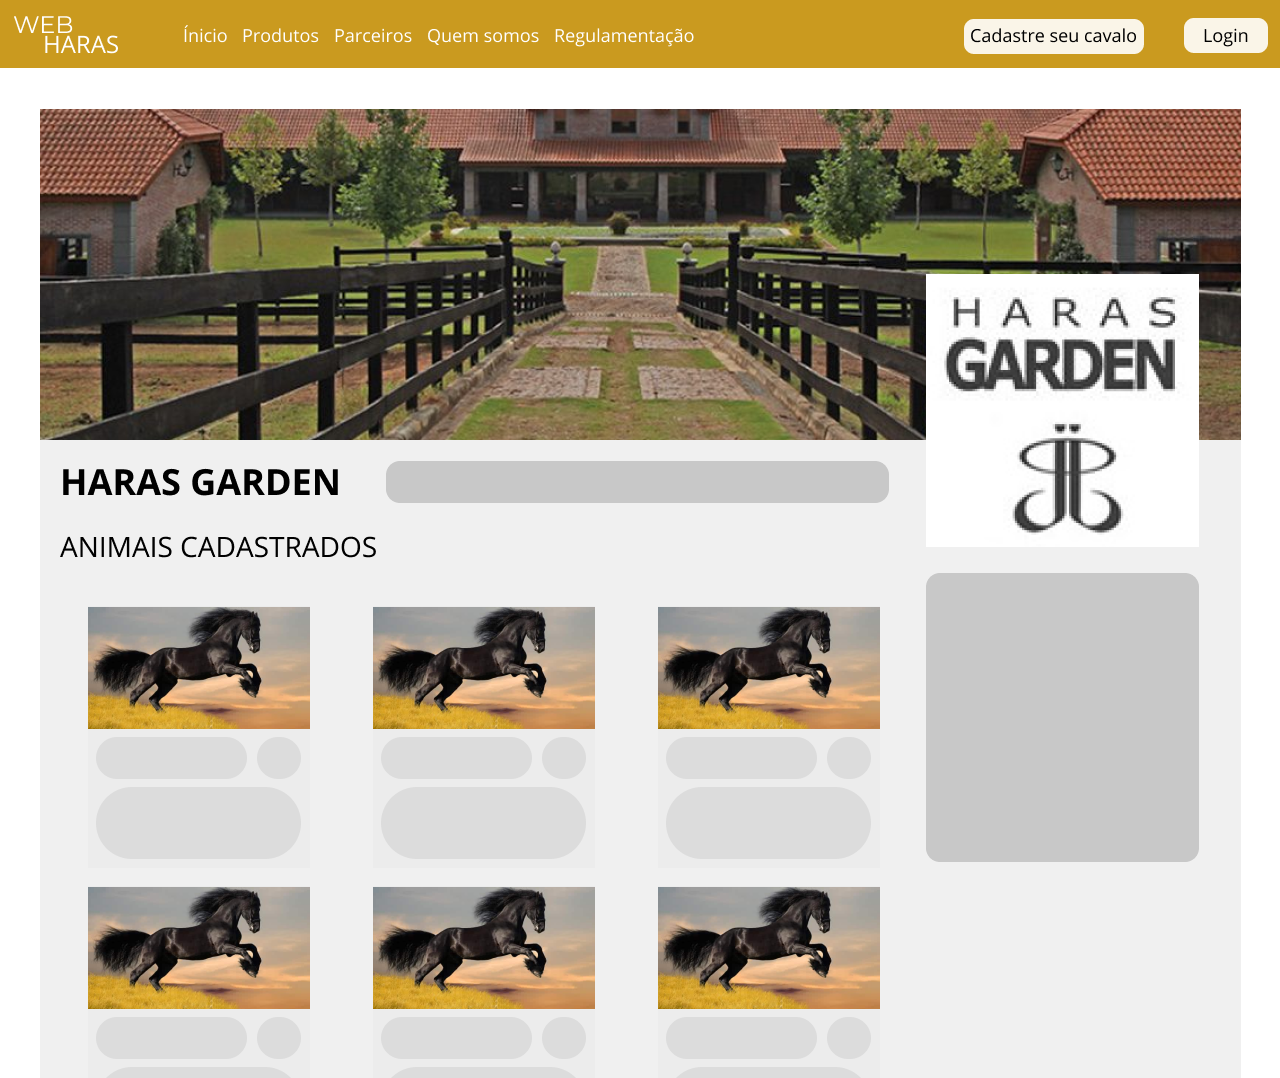 WEB
HARAS
Ínicio Produtos Parceiros Quem somos Regulamentação Cadastre seu cavalo Login
HARAS
GARDEN
HARAS GARDEN
ANIMAIS CADASTRADOS